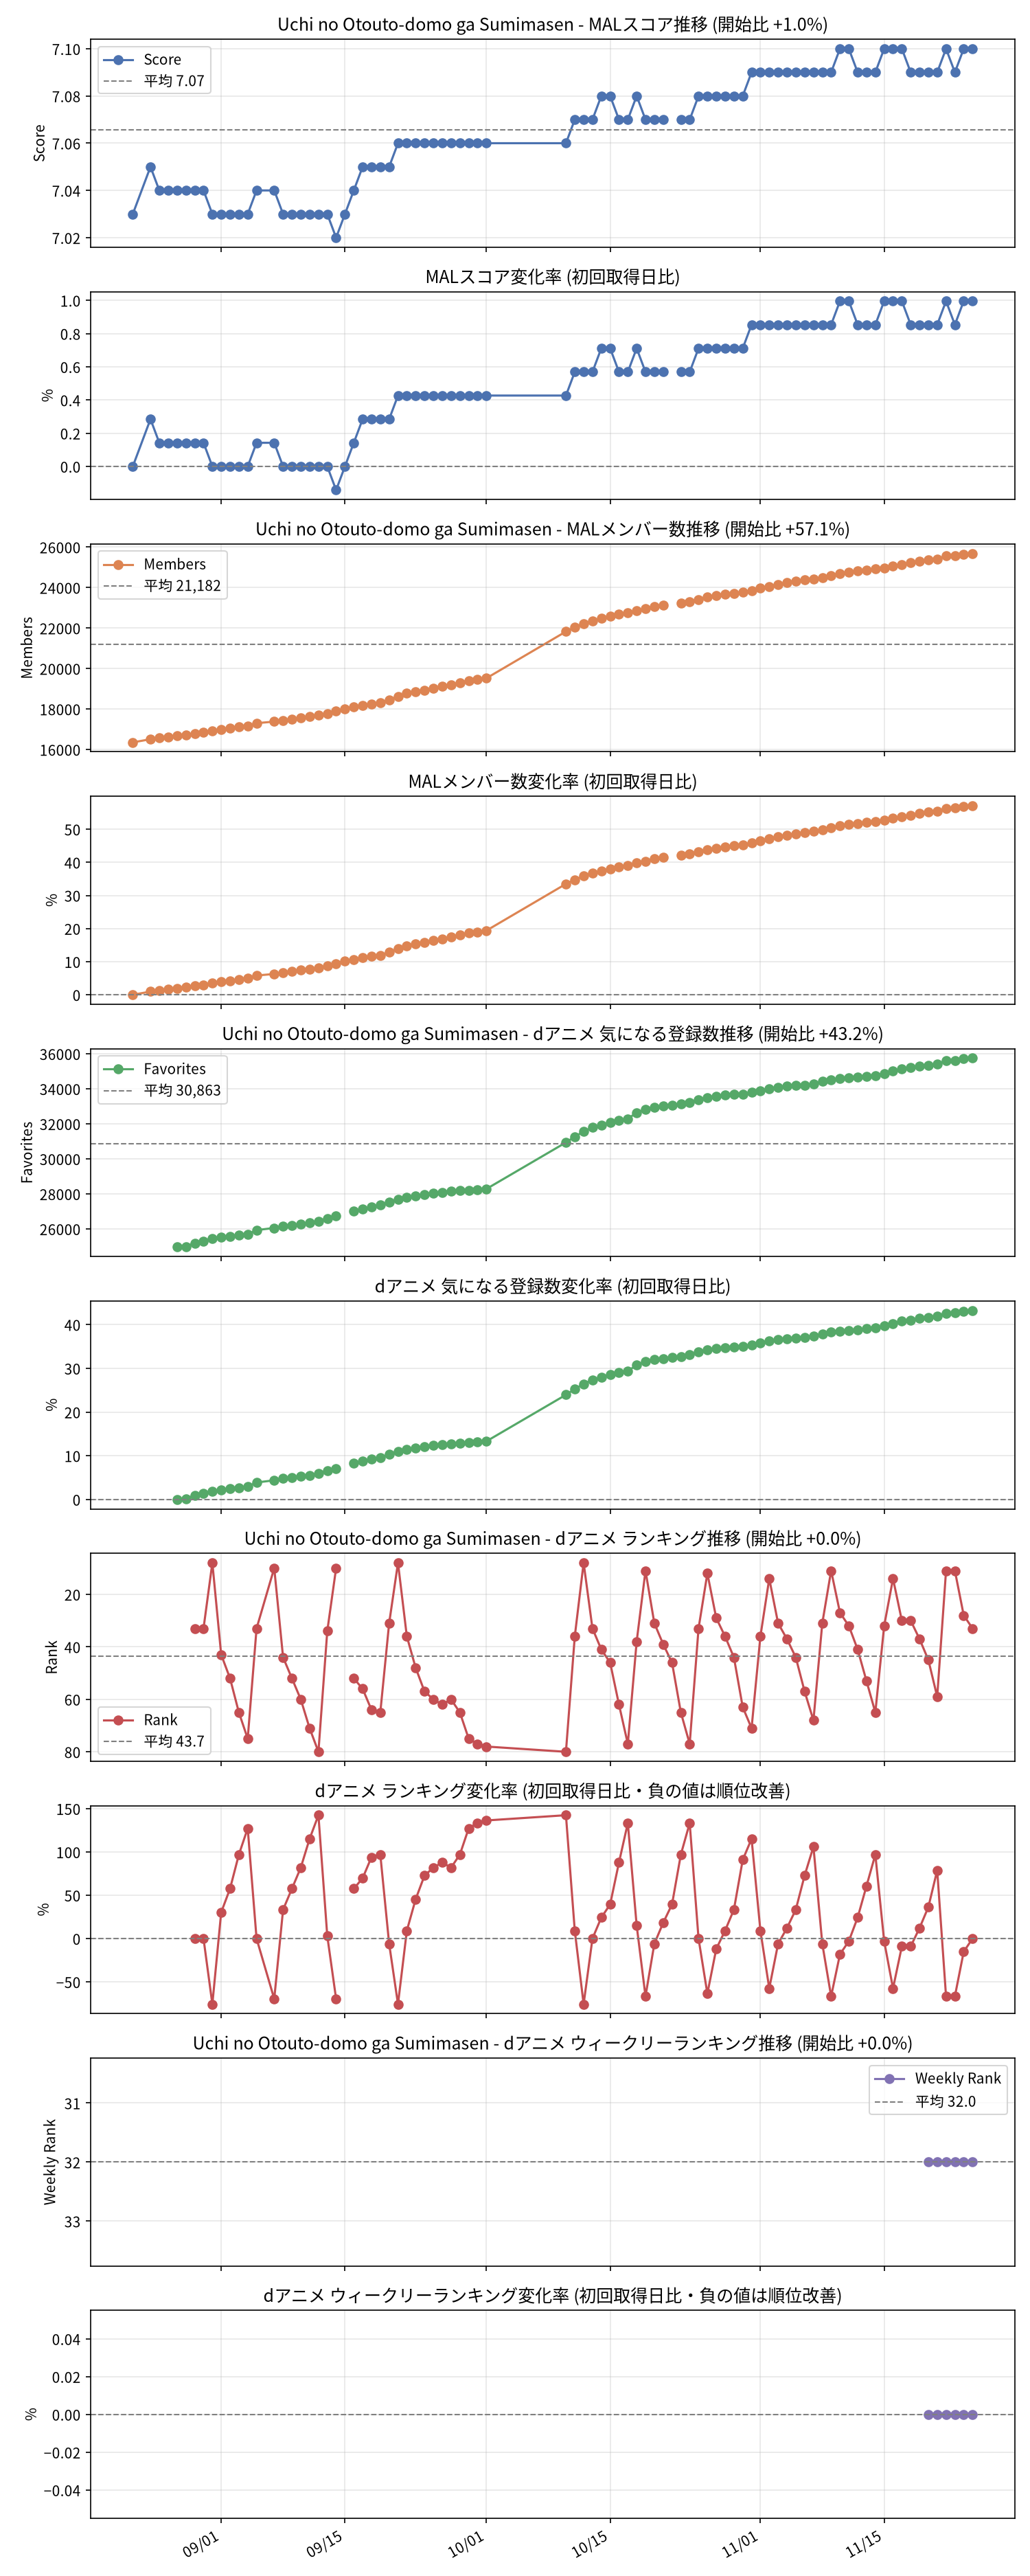 Uchi no Otouto-domo ga Sumimasen - MALスコア推移 (開始比 +1.0%)
7.10
7.08
7.06
7.04
7.02
Score
Score
平均 7.07
MALスコア変化率 (初回取得日比)
1.0
0.8
0.6
0.4
0.2
0.0
%
Uchi no Otouto-domo ga Sumimasen - MALメンバー数推移 (開始比 +57.1%)
26000
24000
22000
20000
18000
16000
Members
Members
平均 21,182
MALメンバー数変化率 (初回取得日比)
50
40
30
20
10
0
%
Uchi no Otouto-domo ga Sumimasen - dアニメ 気になる登録数推移 (開始比 +43.2%)
36000
34000
32000
30000
28000
26000
Favorites
Favorites
平均 30,863
dアニメ 気になる登録数変化率 (初回取得日比)
40
30
20
10
0
%
Uchi no Otouto-domo ga Sumimasen - dアニメ ランキング推移 (開始比 +0.0%)
20
40
60
80
Rank
Rank
平均 43.7
dアニメ ランキング変化率 (初回取得日比・負の値は順位改善)
150
100
50
0
−50
%
Uchi no Otouto-domo ga Sumimasen - dアニメ ウィークリーランキング推移 (開始比 +0.0%)
31
32
33
Weekly Rank
Weekly Rank
平均 32.0
dアニメ ウィークリーランキング変化率 (初回取得日比・負の値は順位改善)
0.04
0.02
0.00
−0.02
−0.04
%
09/01
09/15
10/01
10/15
11/01
11/15